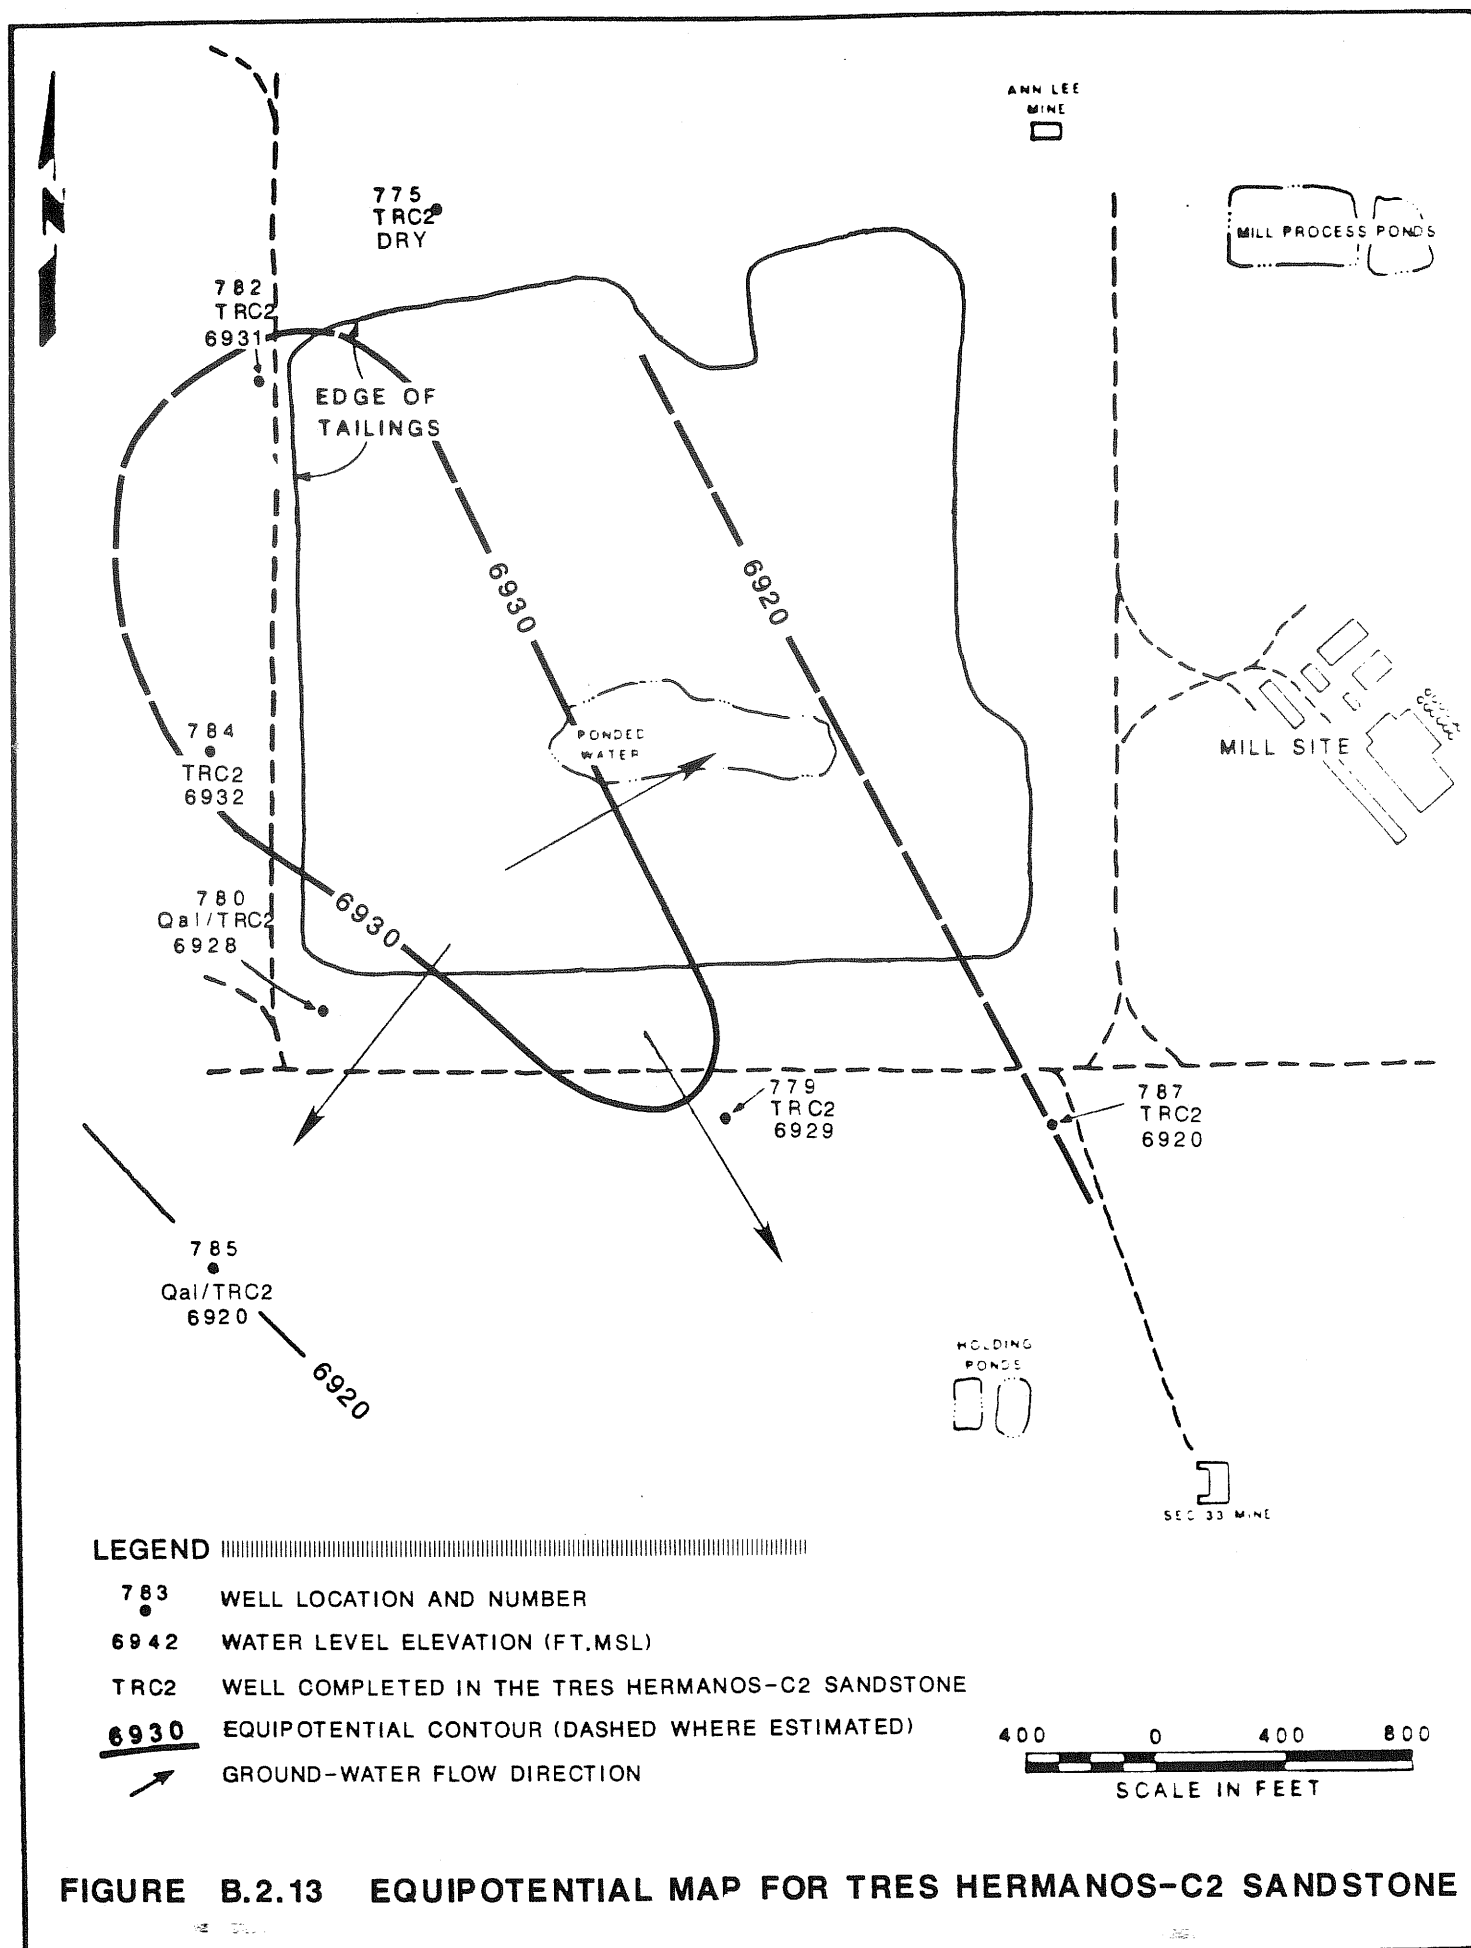 ANN LEE
MINE
N
775
TRC2
DRY
MILL PROCESS PONDS
782
TRC2
6931
EDGE OF
TAILINGS
6930
6920
PONDED
WATER
784
TRC2
6932
MILL SITE
780
Qal/TRC2
6928
6930
779
TRC2
6929
787
TRC2
6920
785
Qal/TRC2
6920
6920
HOLDING
PONDS
SEC 33 MINE
LEGEND
783
WELL LOCATION AND NUMBER
6942 WATER LEVEL ELEVATION (FT.MSL)
TRC2 WELL COMPLETED IN THE TRES HERMANOS-C2 SANDSTONE
6930 EQUIPOTENTIAL CONTOUR (DASHED WHERE ESTIMATED)
GROUND-WATER FLOW DIRECTION
400 0 400 800
SCALE IN FEET
FIGURE B.2.13 EQUIPOTENTIAL MAP FOR TRES HERMANOS-C2 SANDSTONE